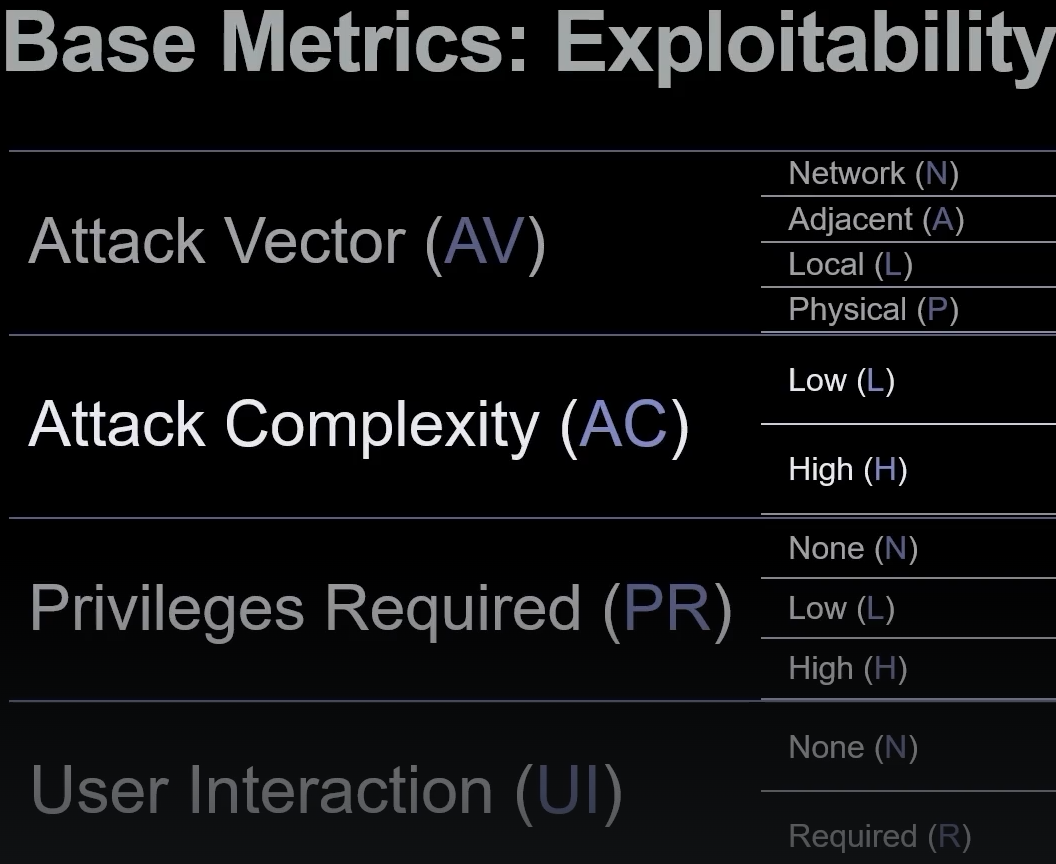 Base Metrics: Exploitability
Attack Vector (AV)
Network (N)
Adjacent (A)
Local (L)
Physical (P)
Attack Complexity (AC)
Low (L)
High (H)
Privileges Required (PR)
None (N)
Low (L)
High (H)
User Interaction (UI)
None (N)
Required (R)